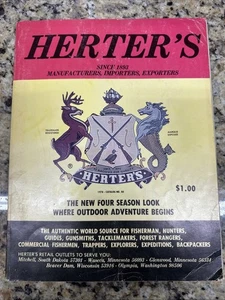 HERTER'S
SINCE 1893
MANUFACTURERS, IMPORTERS, EXPORTERS
HERTER'S
$1.00
THE NEW FOUR SEASON LOOK
WHERE OUTDOOR ADVENTURE BEGINS
THE AUTHENTIC WORLD SOURCE FOR FISHERMAN, HUNTERS,
GUIDES, GUNSMITHS, TACKLEMAKERS, FOREST RANGERS,
COMMERCIAL FISHERMEN, TRAPPERS, EXPLORERS, EXPEDITIONS, BACKPACKERS
HERTER'S RETAIL OUTLETS TO SERVE YOU:
Mitchell, South Dakota 57301 - Waseca, Minnesota 56093 - Glenwood, Minnesota 56334
Beaver Dam, Wisconsin 53916 - Olympia, Washington 98506